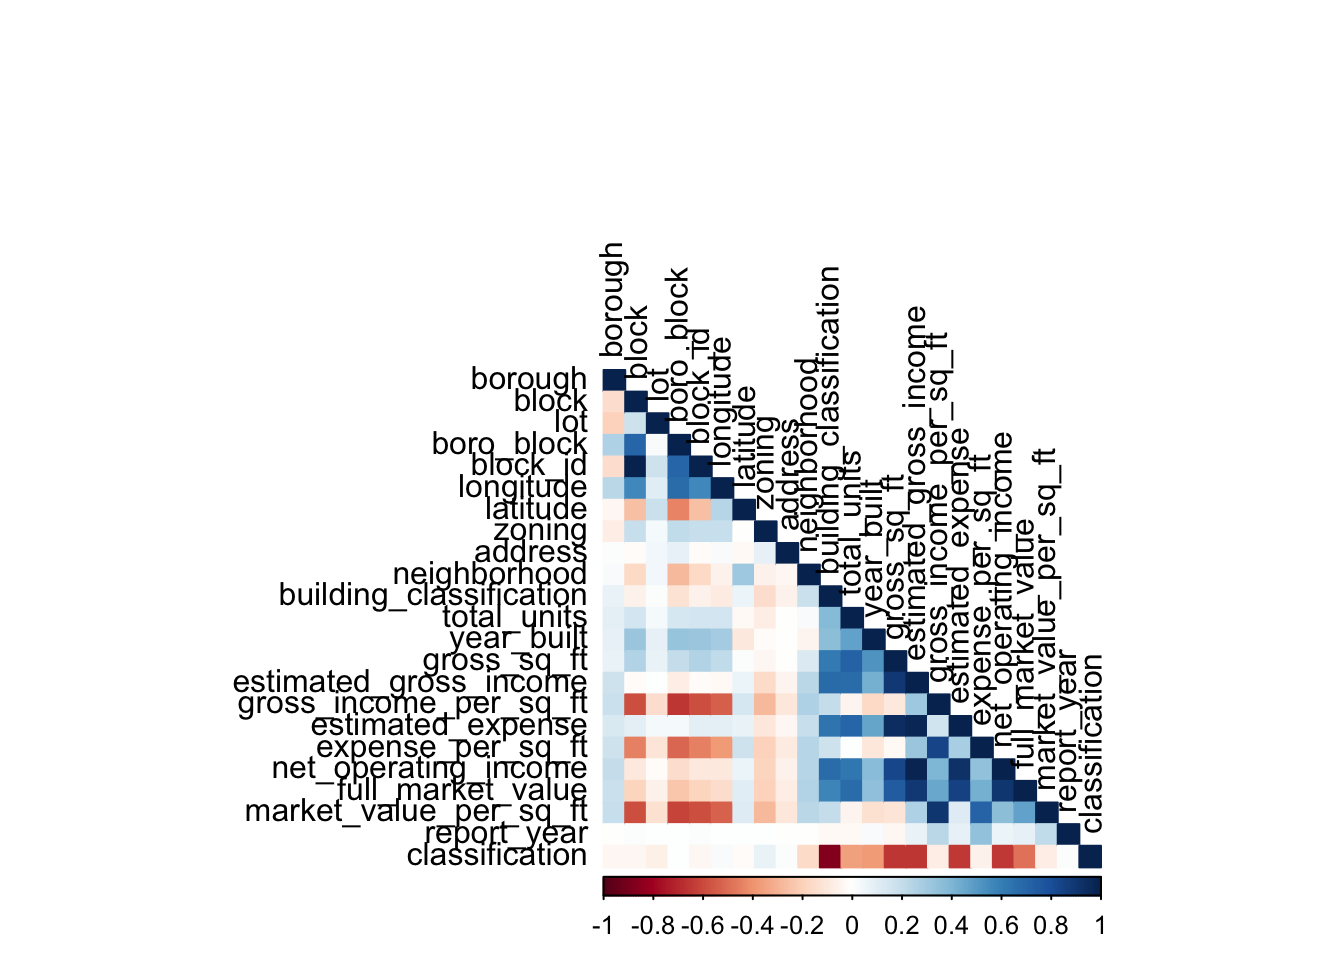 borough
block
lot
boro_block
block_id
longitude
latitude
zoning
address
neighborhood
building_classification
total_units
year_built
gross_sq_ft
estimated_gross_income
gross_income_per_sq_ft
estimated_expense
expense_per_sq_ft
net_operating_income
full_market_value
market_value_per_sq_ft
report_year
classification
borough
block
lot
boro_block
block_id
longitude
latitude
zoning
address
neighborhood
building_classification
total_units
year_built
gross_sq_ft
estimated_gross_income
gross_income_per_sq_ft
estimated_expense
expense_per_sq_ft
net_operating_income
full_market_value
market_value_per_sq_ft
report_year
classification
-1 -0.8 -0.6 -0.4 -0.2 0 0.2 0.4 0.6 0.8 1